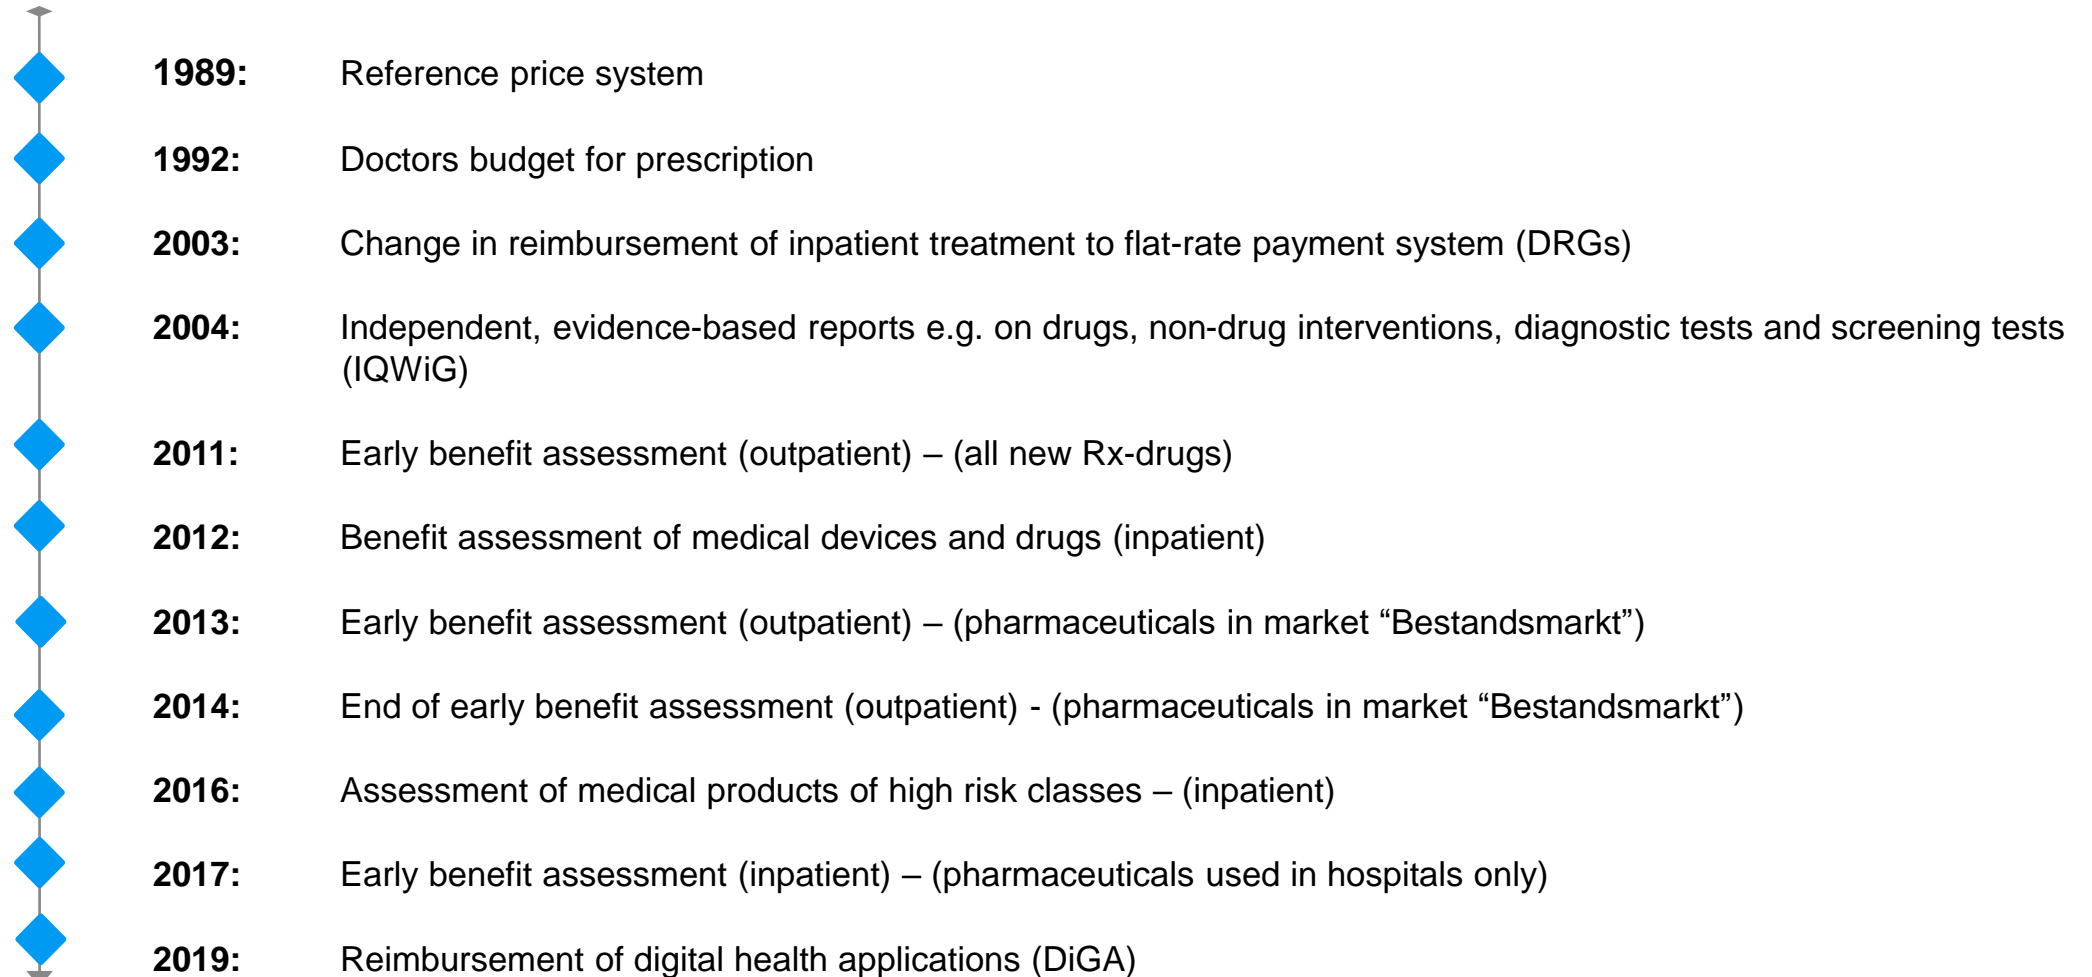 1989: Reference price system
1992: Doctors budget for prescription
2003: Change in reimbursement of inpatient treatment to flat-rate payment system (DRGs)
2004: Independent, evidence-based reports e.g. on drugs, non-drug interventions, diagnostic tests and screening tests
(IQWiG)
2011: Early benefit assessment (outpatient) – (all new Rx-drugs)
2012: Benefit assessment of medical devices and drugs (inpatient)
2013: Early benefit assessment (outpatient) – (pharmaceuticals in market “Bestandsmarkt”)
2014: End of early benefit assessment (outpatient) - (pharmaceuticals in market “Bestandsmarkt”)
2016: Assessment of medical products of high risk classes – (inpatient)
2017: Early benefit assessment (inpatient) – (pharmaceuticals used in hospitals only)
2019: Reimbursement of digital health applications (DiGA)